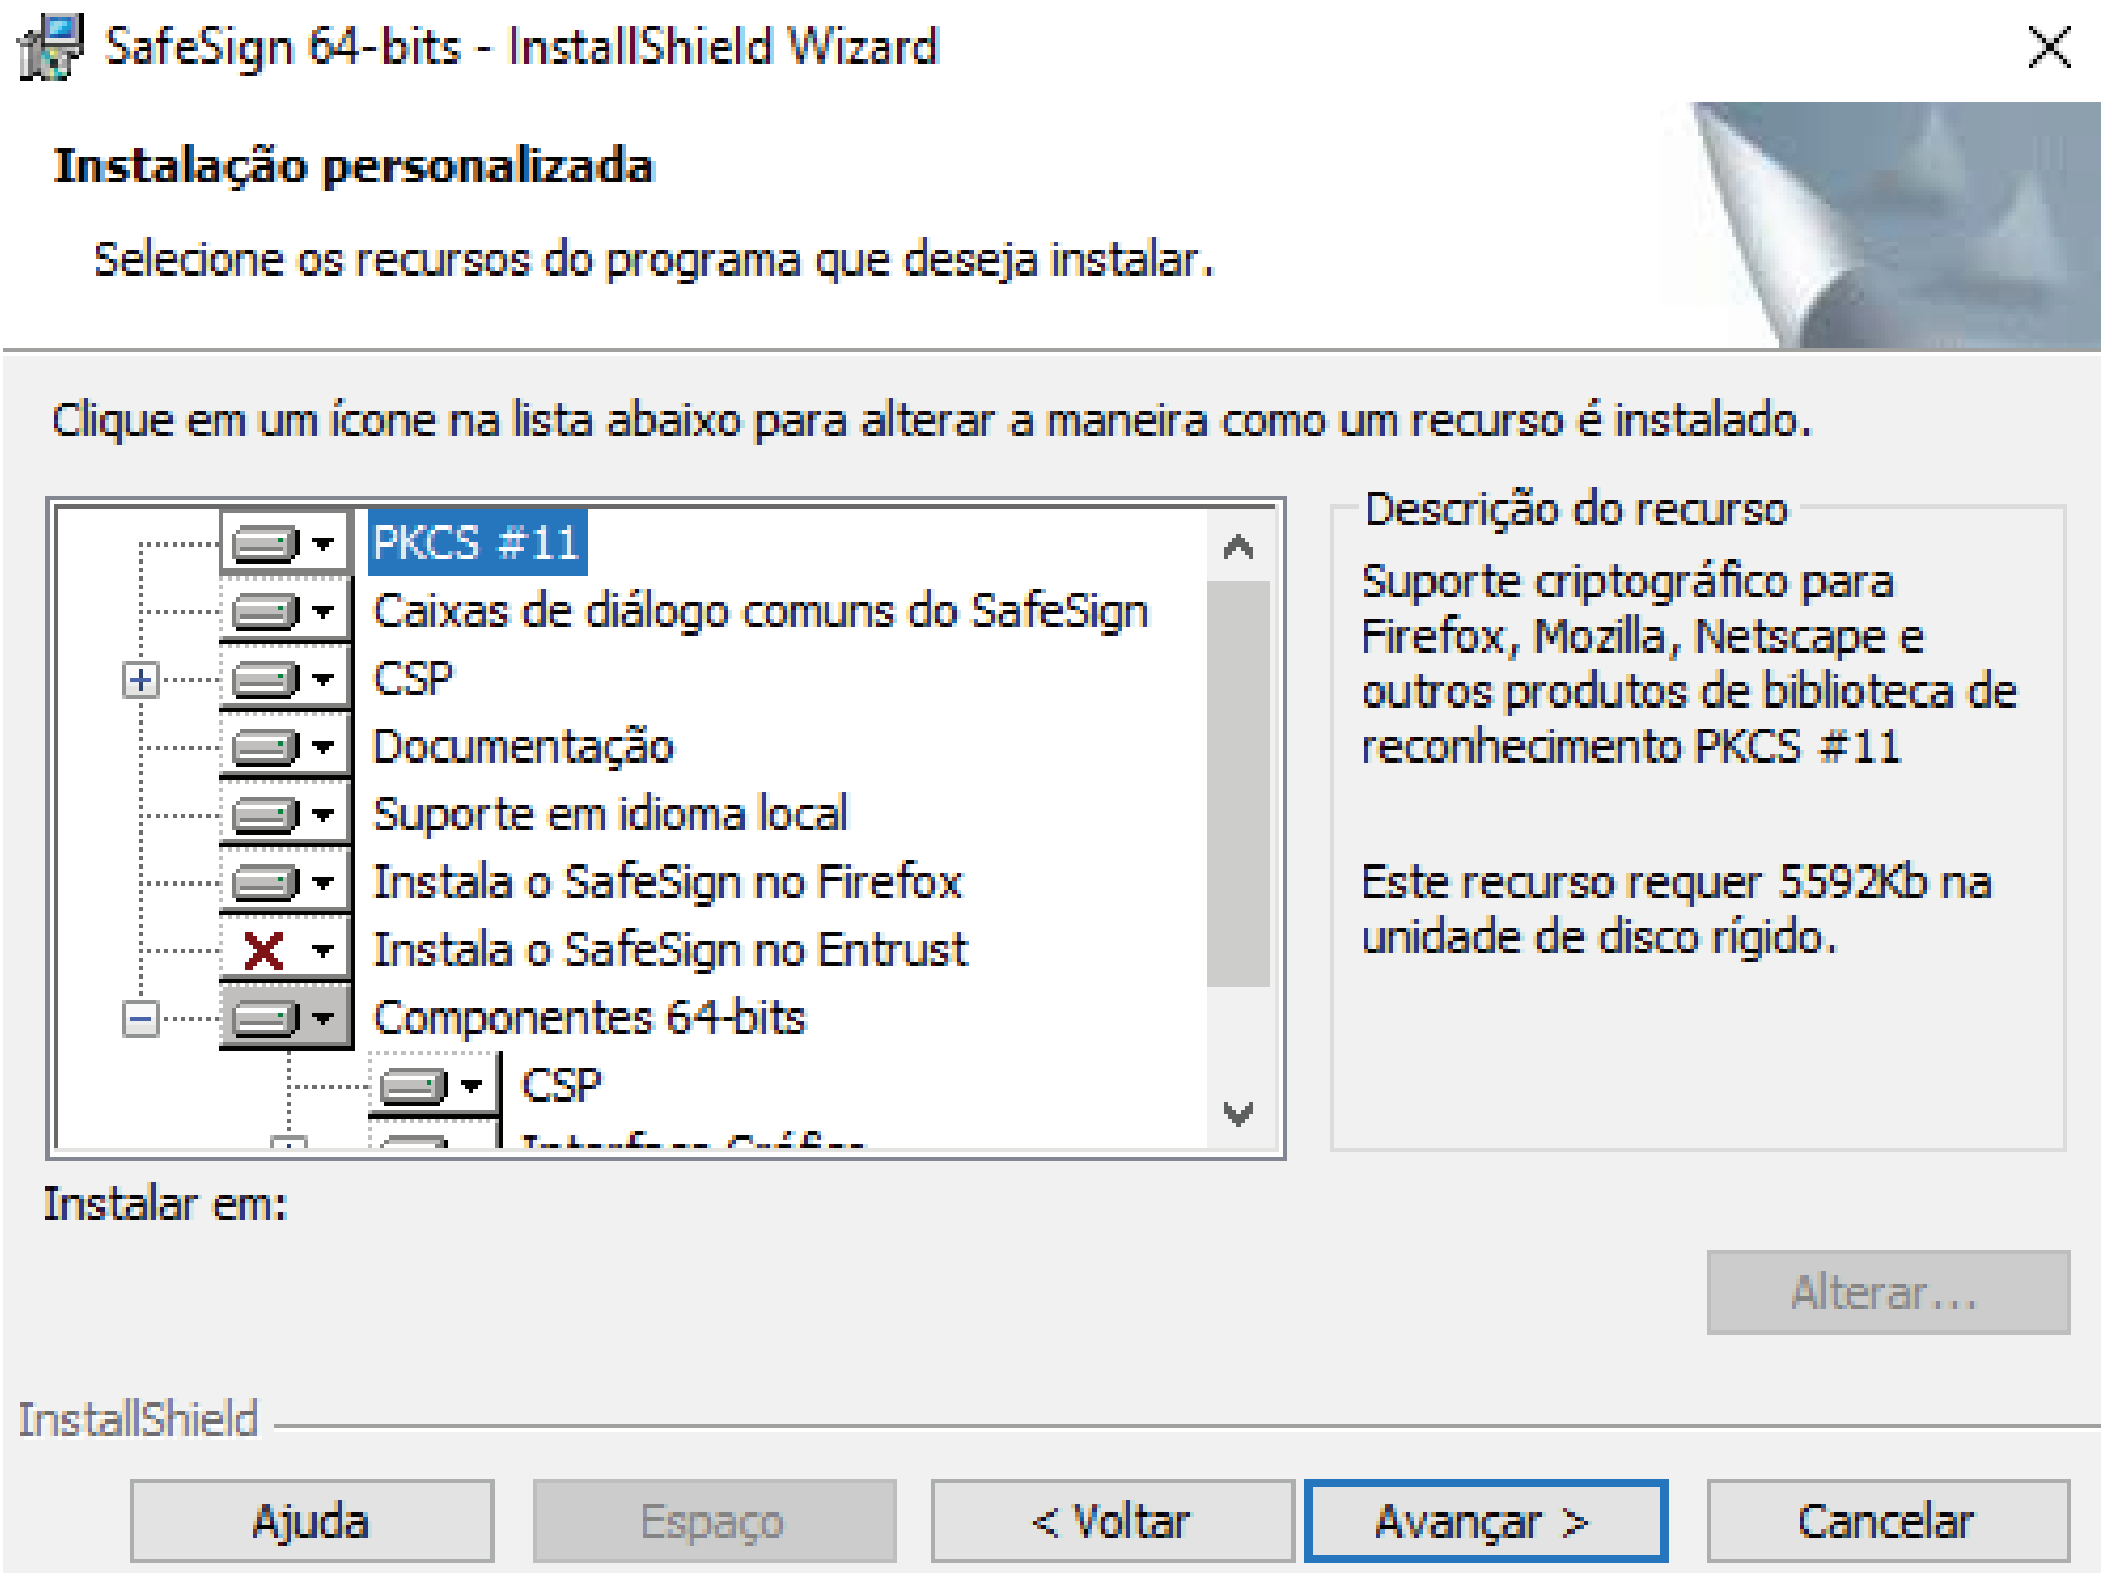 SafeSign 64-bits - InstallShield Wizard
Instalação personalizada
Selecione os recursos do programa que deseja instalar.
Clique em um ícone na lista abaixo para alterar a maneira como um recurso é instalado.
PKCS #11
Caixas de diálogo comuns do SafeSign
CSP
Documentação
Suporte em idioma local
Instala o SafeSign no Firefox
Instala o SafeSign no Entrust
Componentes 64-bits
CSP
Descrição do recurso
Suporte criptográfico para
Firefox, Mozilla, Netscape e
outros produtos de biblioteca de
reconhecimento PKCS #11
Este recurso requer 5592Kb na
unidade de disco rígido.
Instalar em:
Alterar...
InstallShield
Ajuda
Espaço
< Voltar
Avançar >
Cancelar